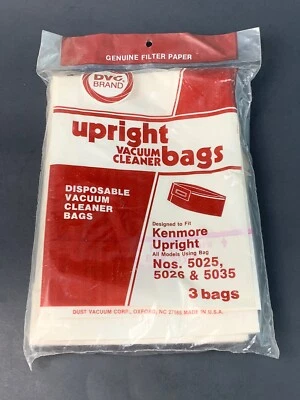 GENUINE FILTER PAPER
DVC
BRAND
upright
VACUUM
CLEANER
bags
DISPOSABLE
VACUUM
CLEANER
BAGS
Designed to Fit
Kenmore
Upright
All Models Using Bag
Nos. 5025,
5026 & 5035
3 bags
DUST VACUUM CORP., OXFORD, NC 27565 MADE IN U.S.A.